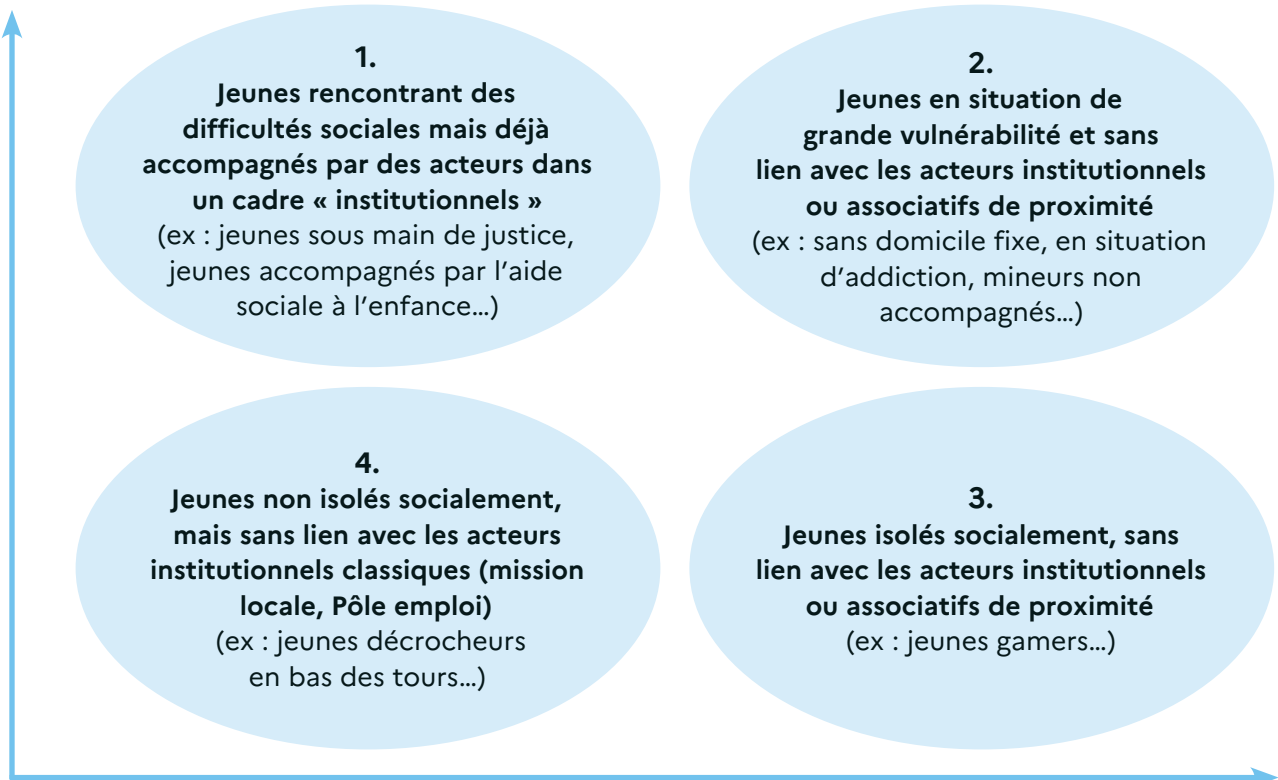 1.
Jeunes rencontrant des
difficultés sociales mais déjà
accompagnés par des acteurs dans
un cadre « institutionnels »
(ex : jeunes sous main de justice,
jeunes accompagnés par l’aide
sociale à l’enfance…)
2.
Jeunes en situation de
grande vulnérabilité et sans
lien avec les acteurs institutionnels
ou associatifs de proximité
(ex : sans domicile fixe, en situation
d’addiction, mineurs non
accompagnés…)
4.
Jeunes non isolés socialement,
mais sans lien avec les acteurs
institutionnels classiques (mission
locale, Pôle emploi)
(ex : jeunes décrocheurs
en bas des tours…)
3.
Jeunes isolés socialement, sans
lien avec les acteurs institutionnels
ou associatifs de proximité
(ex : jeunes gamers…)